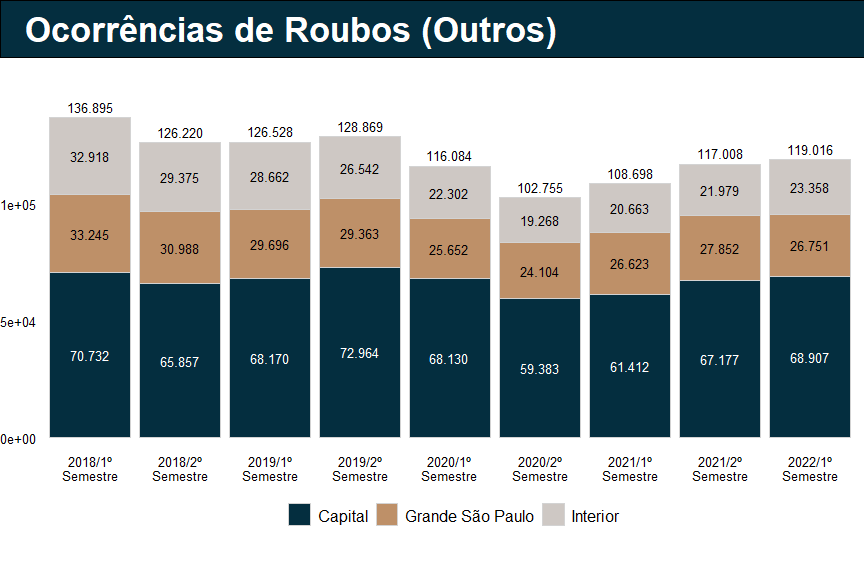 Ocorrências de Roubos (Outros)
136.895
126.220
126.528
128.869
116.084
102.755
108.698
117.008
119.016
32.918
29.375
28.662
26.542
22.302
19.268
20.663
21.979
23.358
1e+05
33.245
30.988
29.696
29.363
25.652
24.104
26.623
27.852
26.751
5e+04
70.732
65.857
68.170
72.964
68.130
59.383
61.412
67.177
68.907
0e+00
2018/1º
Semestre
2018/2º
Semestre
2019/1º
Semestre
2019/2º
Semestre
2020/1º
Semestre
2020/2º
Semestre
2021/1º
Semestre
2021/2º
Semestre
2022/1º
Semestre
Capital
Grande São Paulo
Interior